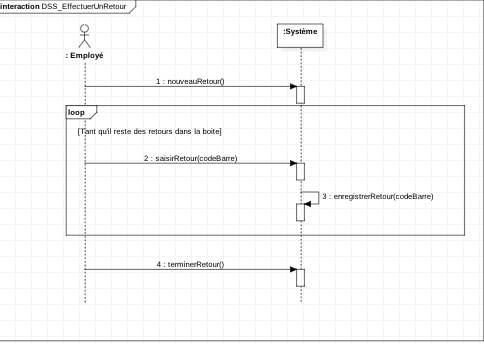 interaction DSS_EffectuerUnRetour
:Système
: Employé
1 : nouveauRetour()
loop
[Tant qu'il reste des retours dans la boite]
2 : saisirRetour(codeBarre)
3 : enregistrerRetour(codeBarre)
4 : terminerRetour()